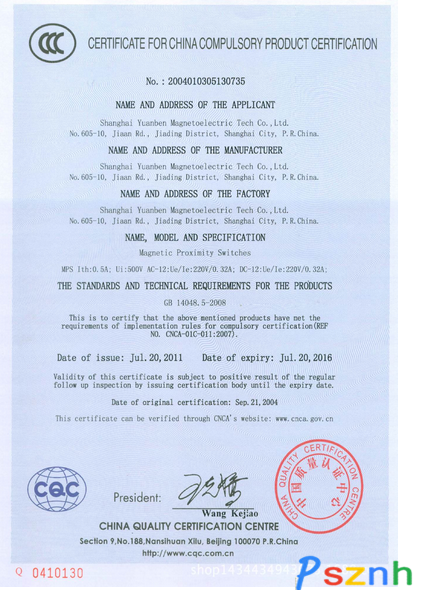 CCC
CERTIFICATE FOR CHINA COMPULSORY PRODUCT CERTIFICATION
No.: 2004010305130735
NAME AND ADDRESS OF THE APPLICANT
Shanghai Yuanben Magnetoelectric Tech Co.,Ltd.
No.605-10, Jiaan Rd., Jiading District, Shanghai City, P.R.China.
NAME AND ADDRESS OF THE MANUFACTURER
Shanghai Yuanben Magnetoelectric Tech Co.,Ltd.
No.605-10, Jiaan Rd., Jiading District, Shanghai City, P.R.China.
NAME AND ADDRESS OF THE FACTORY
Shanghai Yuanben Magnetoelectric Tech Co.,Ltd.
No.605-10, Jiaan Rd., Jiading District, Shanghai City, P.R.China.
NAME, MODEL AND SPECIFICATION
Magnetic Proximity Switches
MPS Ith:0.5A; Ui:500V AC-12:Ue/Ie:220V/0.32A; DC-12:Ue/Ie:220V/0.32A;
THE STANDARDS AND TECHNICAL REQUIREMENTS FOR THE PRODUCTS
GB 14048.5-2008
This is to certify that the above mentioned products have met the
requirements of implementation rules for compulsory certification(REF
NO. CNCA-01C-011:2007).
Date of issue: Jul.20,2011 Date of expiry: Jul.20,2016
Validity of this certificate is subject to positive result of the regular
follow up inspection by issuing certification body until the expiry date.
Date of original certification: Sep.21,2004
This certificate can be verified through CNCA's website: www.cnca.gov.cn
CHINA QUALITY CERTIFICATION CENTRE
中国质量认证中心
CQC
President:
Wang Kejiao
CHINA QUALITY CERTIFICATION CENTRE
Section 9,No.188,Nansihuan Xilu, Beijing 100070 P.R.China
http://www.cqc.com.cn
Q 0410130
Psznh